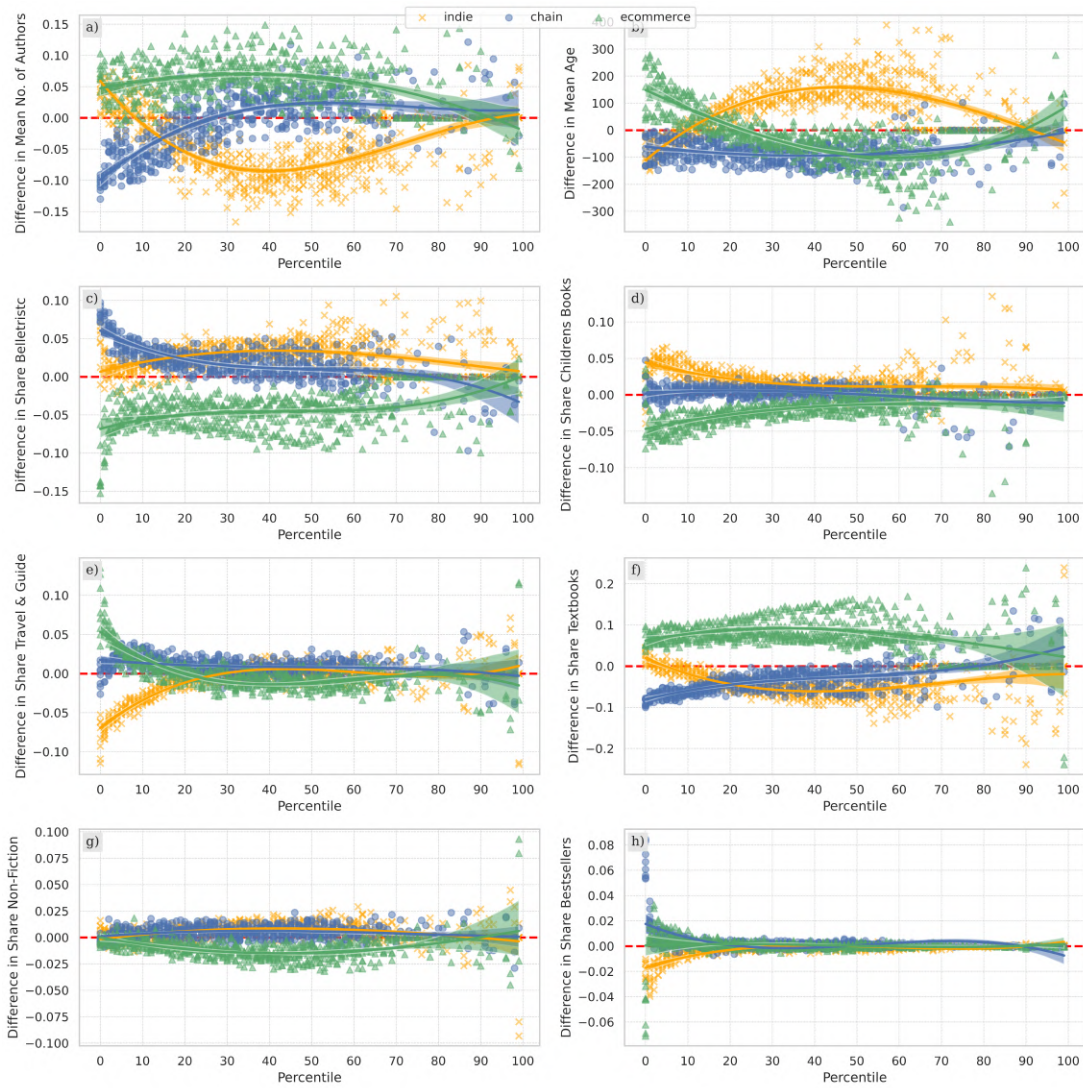 indie chain ecommerce
a)
Difference in Mean No. of Authors
0.15
0.10
0.05
0.00
−0.05
−0.10
−0.15
0 10 20 30 40 50 60 70 80 90 100
Percentile
b)
Difference in Mean Age
400
300
200
100
0
−100
−200
−300
0 10 20 30 40 50 60 70 80 90 100
Percentile
c)
Difference in Share Belletristc
0.10
0.05
0.00
−0.05
−0.10
−0.15
0 10 20 30 40 50 60 70 80 90 100
Percentile
d)
Difference in Share Childrens Books
0.10
0.05
0.00
−0.05
−0.10
0 10 20 30 40 50 60 70 80 90 100
Percentile
e)
Difference in Share Travel & Guide
0.10
0.05
0.00
−0.05
−0.10
0 10 20 30 40 50 60 70 80 90 100
Percentile
f)
Difference in Share Textbooks
0.2
0.1
0.0
−0.1
−0.2
0 10 20 30 40 50 60 70 80 90 100
Percentile
g)
Difference in Share Non-Fiction
0.100
0.075
0.050
0.025
0.000
−0.025
−0.050
−0.075
−0.100
0 10 20 30 40 50 60 70 80 90 100
Percentile
h)
Difference in Share Bestsellers
0.08
0.06
0.04
0.02
0.00
−0.02
−0.04
−0.06
0 10 20 30 40 50 60 70 80 90 100
Percentile